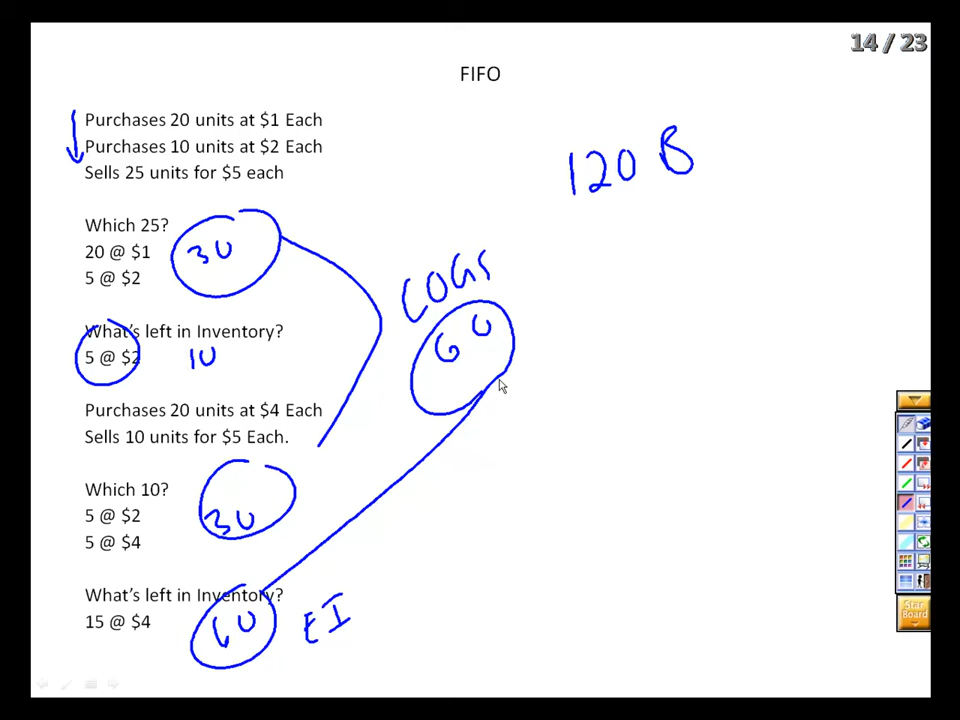 14 / 23
FIFO
Purchases 20 units at $1 Each
Purchases 10 units at $2 Each
Sells 25 units for $5 each
120 B
Which 25?
20 @ $1
30
5 @ $2
COGS
60
What's left in Inventory?
5 @ $2
10
Purchases 20 units at $4 Each
Sells 10 units for $5 Each.
Which 10?
5 @ $2
30
5 @ $4
What's left in Inventory?
15 @ $4
60
EI
Star
Board